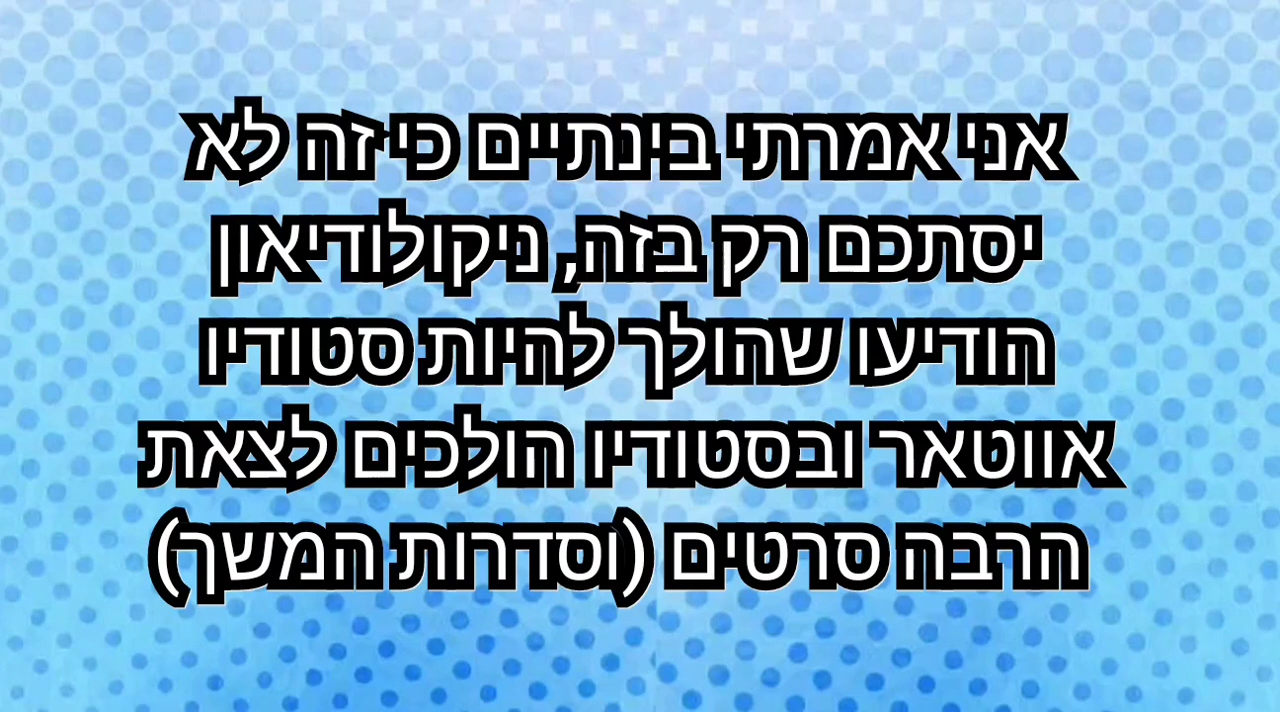 אני אמרתי בינתיים כי זה לא
יסתכם רק בזה, ניקולודיאון
הודיעו שהולך להיות סטודיו
אווטאר ובסטודיו הולכים לצאת
הרבה סרטים (וסדרות המשך)